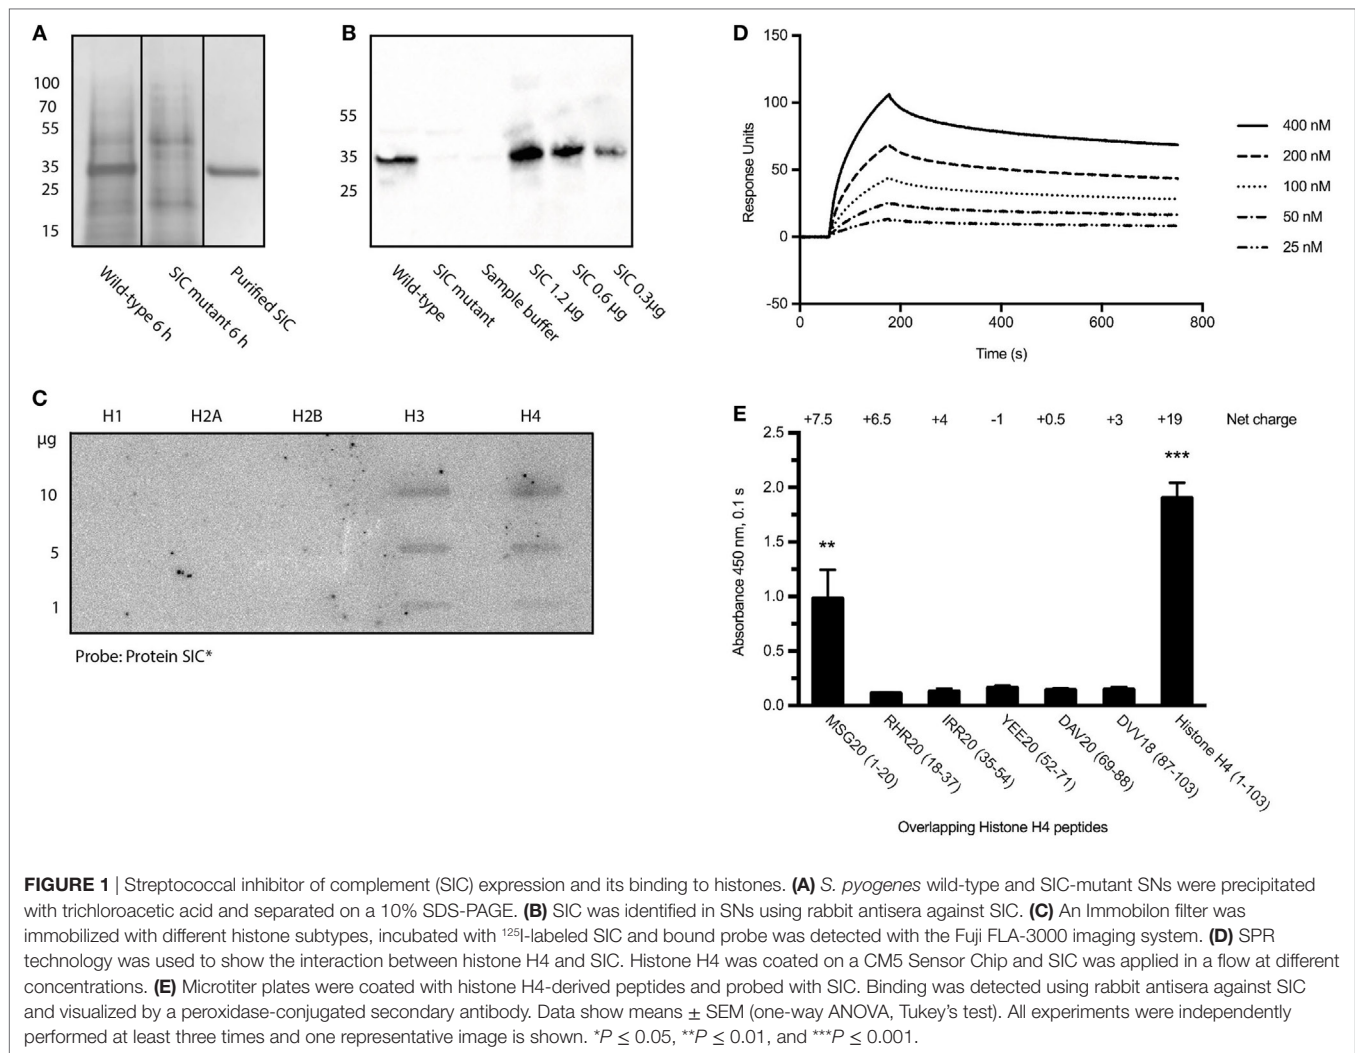 A
100
70
55
35
25
15
Wild-type 6 h
SIC mutant 6 h
Purified SIC
B
55
35
25
Wild-type
SIC mutant
Sample buffer
SIC 1.2 µg
SIC 0.6 µg
SIC 0.3µg
C
H1 H2A H2B H3 H4
µg
10
5
1
Probe: Protein SIC*
D
150
100
50
0
-50
Response Units
0 200 400 600 800
Time (s)
400 nM
200 nM
100 nM
50 nM
25 nM
E
+7.5 +6.5 +4 -1 +0.5 +3 +19 Net charge
2.5
2.0
1.5
1.0
0.5
0.0
Absorbance 450 nm, 0.1 s
**
***
MSG20 (1-20)
RHR20 (18-37)
IRR20 (35-54)
YEE20 (52-71)
DAV20 (69-88)
DVV18 (87-103)
Histone H4 (1-103)
Overlapping Histone H4 peptides
FIGURE 1 | Streptococcal inhibitor of complement (SIC) expression and its binding to histones. (A) S. pyogenes wild-type and SIC-mutant SNs were precipitated
with trichloroacetic acid and separated on a 10% SDS-PAGE. (B) SIC was identified in SNs using rabbit antisera against SIC. (C) An Immobilon filter was
immobilized with different histone subtypes, incubated with ¹²⁵I-labeled SIC and bound probe was detected with the Fuji FLA-3000 imaging system. (D) SPR
technology was used to show the interaction between histone H4 and SIC. Histone H4 was coated on a CM5 Sensor Chip and SIC was applied in a flow at different
concentrations. (E) Microtiter plates were coated with histone H4-derived peptides and probed with SIC. Binding was detected using rabbit antisera against SIC
and visualized by a peroxidase-conjugated secondary antibody. Data show means ± SEM (one-way ANOVA, Tukey's test). All experiments were independently
performed at least three times and one representative image is shown. *P ≤ 0.05, **P ≤ 0.01, and ***P ≤ 0.001.